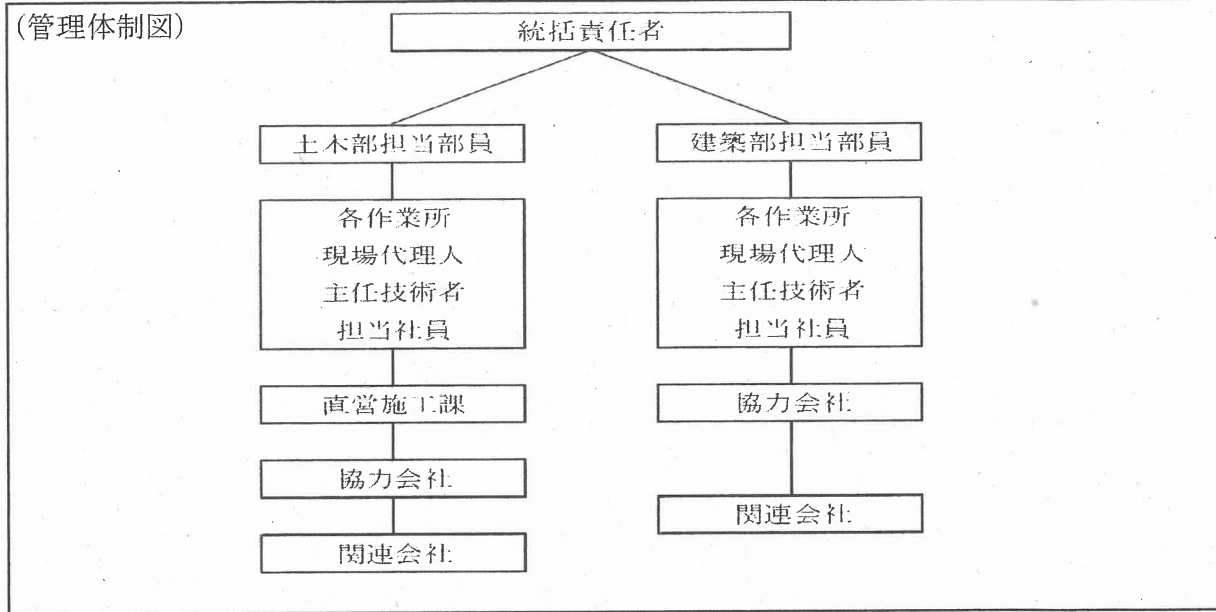 (管理体制図)
統括責任者
土木部担当部員
各作業所
現場代理人
主任技術者
担当社員
直営施工課
協力会社
関連会社
建築部担当部員
各作業所
現場代理人
主任技術者
担当社員
協力会社
関連会社